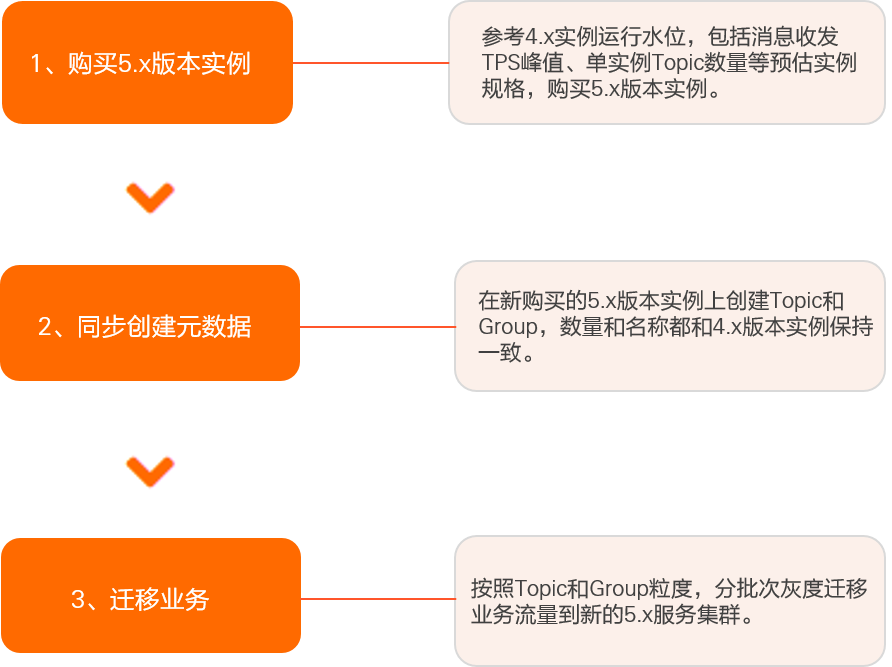 1、购买5.x版本实例
参考4.x实例运行水位，包括消息收发
TPS峰值、单实例Topic数量等预估实例
规格，购买5.x版本实例。
2、同步创建元数据
在新购买的5.x版本实例上创建Topic和
Group，数量和名称都和4.x版本实例保持
一致。
3、迁移业务
按照Topic和Group粒度，分批次灰度迁移
业务流量到新的5.x服务集群。